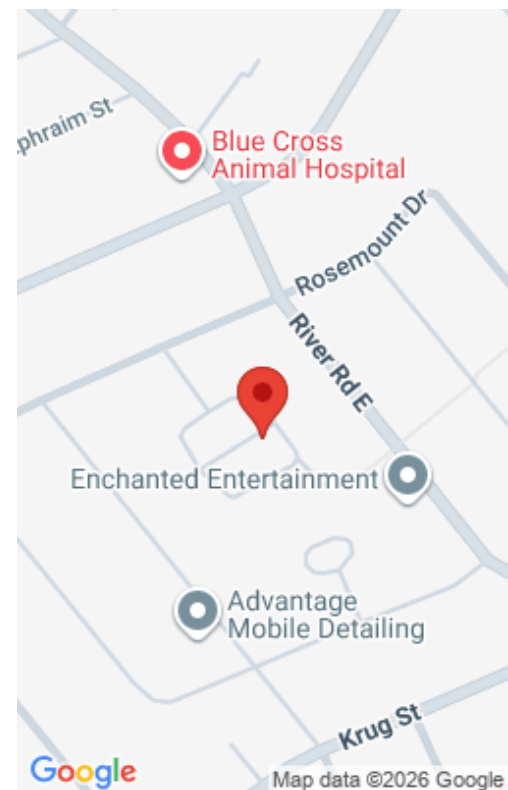 phraim St
Blue Cross
Animal Hospital
Rosemount Dr
River Rd E
Enchanted Entertainment
Advantage
Mobile Detailing
Krug St
Google
Map data ©2026 Google